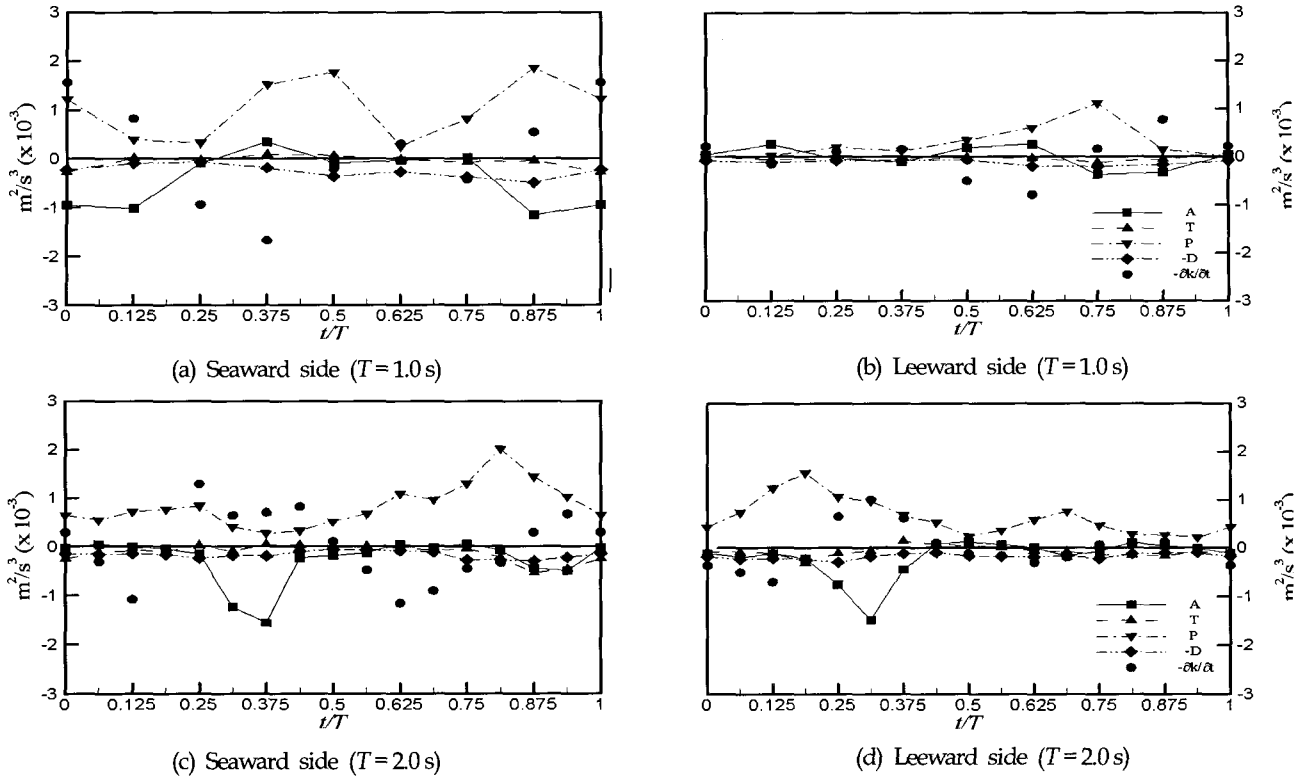 3
2
1
0
-1
-2
-3
m²/s³ (x 10⁻³)
0 0.125 0.25 0.375 0.5 0.625 0.75 0.875 1
t/T
(a) Seaward side (T = 1.0 s)
3
2
1
0
-1
-2
-3
m²/s³ (x 10⁻³)
A
T
P
-D
-∂k/∂t
0 0.125 0.25 0.375 0.5 0.625 0.75 0.875 1
t/T
(b) Leeward side (T = 1.0 s)
3
2
1
0
-1
-2
-3
m²/s³ (x 10⁻³)
0 0.125 0.25 0.375 0.5 0.625 0.75 0.875 1
t/T
(c) Seaward side (T = 2.0 s)
3
2
1
0
-1
-2
-3
m²/s³ (x 10⁻³)
A
T
P
-D
-∂k/∂t
0 0.125 0.25 0.375 0.5 0.625 0.75 0.875 1
t/T
(d) Leeward side (T = 2.0 s)